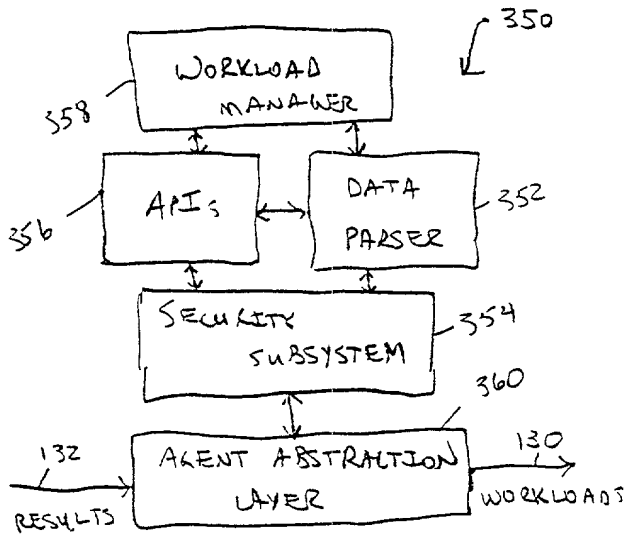 350
WORKLOAD
MANAGER
358
APIs
DATA
PARSER
356
352
SECURITY
SUBSYSTEM
354
360
132
AGENT ABSTRACTION
LAYER
130
RESULTS
WORKLOADS